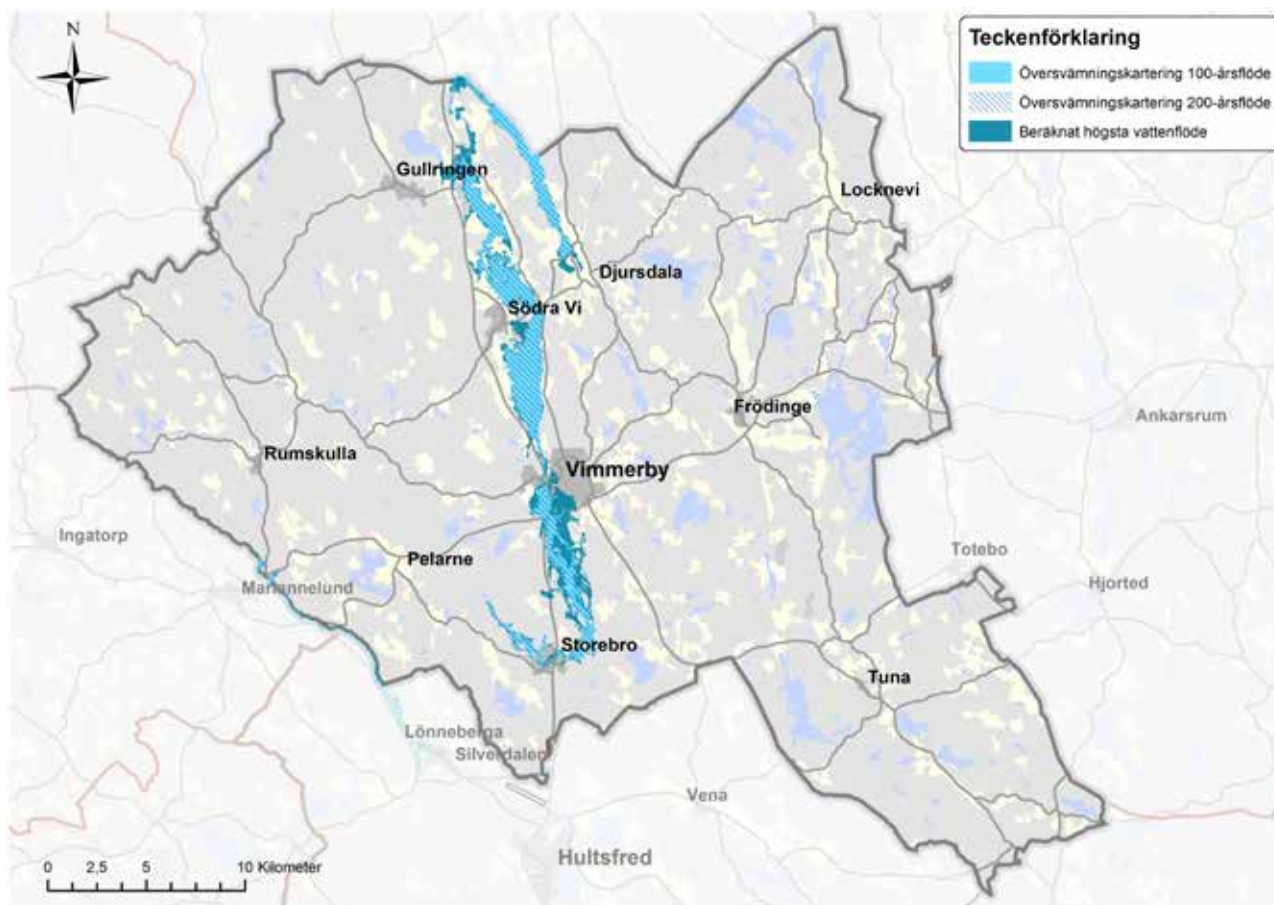 N
Teckenförklaring
Översvämningskartering 100-årsflöde
Översvämningskartering 200-årsflöde
Beräknat högsta vattenflöde
Gullringen
Locknevi
Djursdala
Södra Vi
Frödinge
Ankarsrum
Rumskulla
Vimmerby
Ingatorp
Pelarne
Totebo
Mariannelund
Hjorted
Storebro
Tuna
Lönneberga
Silverdalen
Vena
Hultsfred
0 2,5 5 10 Kilometer